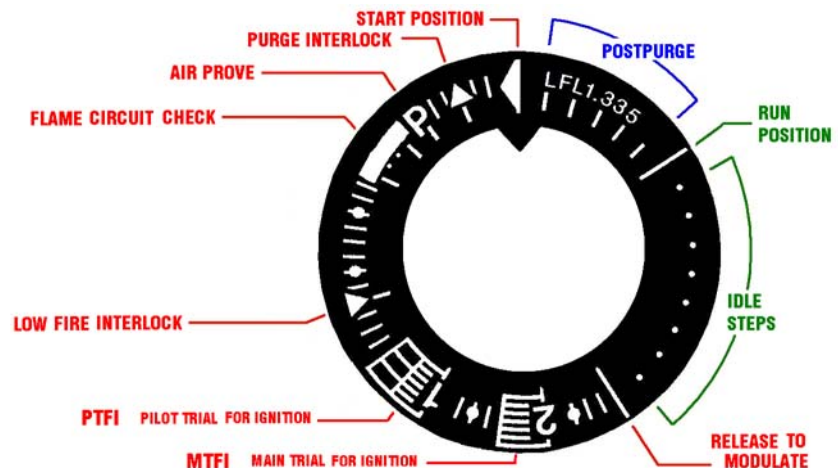 START POSITION
PURGE INTERLOCK
AIR PROVE
FLAME CIRCUIT CHECK
LOW FIRE INTERLOCK
PTFI PILOT TRIAL FOR IGNITION
MTFI MAIN TRIAL FOR IGNITION
POSTPURGE
RUN
POSITION
IDLE
STEPS
RELEASE TO
MODULATE
LFL1.335
P
1
2